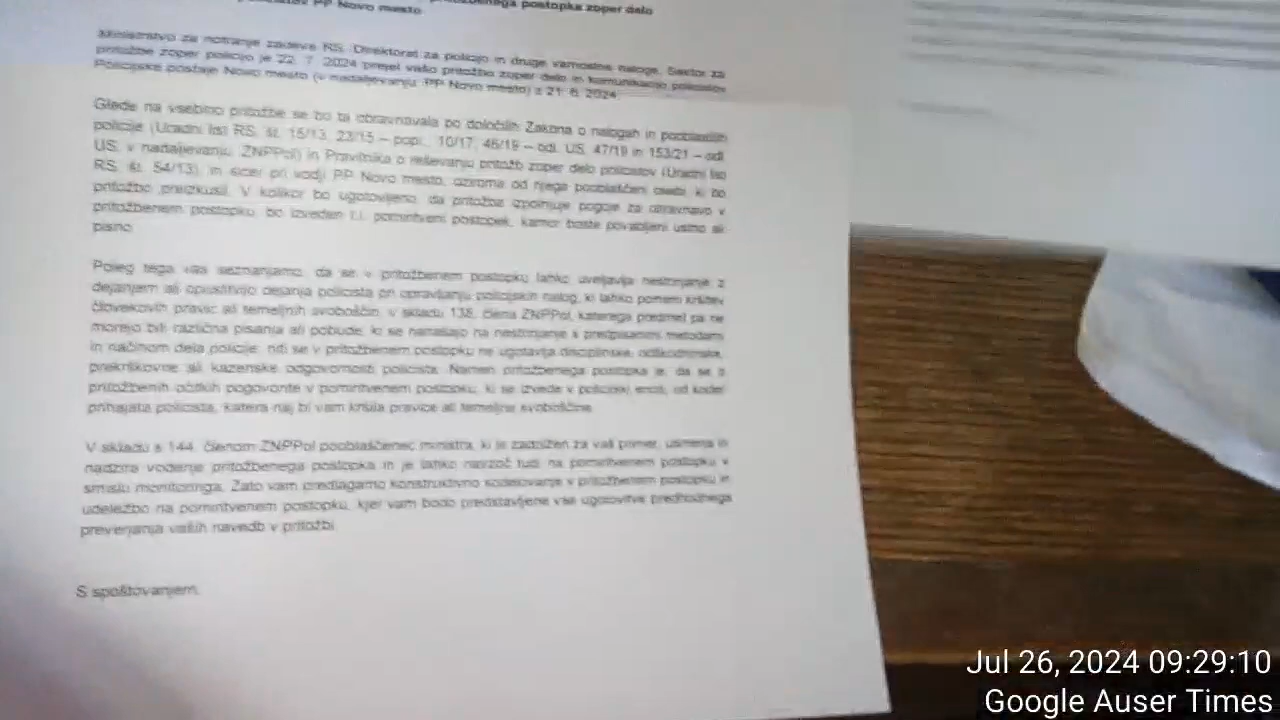 pritožbenega postopka zoper delo
policistov PP Novo mesto
Ministrstvo za notranje zadeve RS, Direktorat za policijo in druge varnostne naloge, Sektor za
pritožbe zoper policijo je 22. 7. 2024 prejel vašo pritožbo zoper delo in komunikacijo policistov
Policijske postaje Novo mesto (v nadaljevanju: PP Novo mesto) z 21. 6. 2024.
Glede na vsebino pritožbe se bo ta obravnavala po določilih Zakona o nalogah in pooblastilih
policije (Uradni list RS, št. 15/13, 23/15 – popr., 10/17, 46/19 – odl. US, 47/19 in 153/21 – odl.
US, v nadaljevanju: ZNPPol) in Pravilnika o reševanju pritožb zoper delo policistov (Uradni list
RS, št. 54/13), in sicer pri vodji PP Novo mesto, oziroma od njega pooblaščeni osebi, ki bo
pritožbo preizkusil. V kolikor bo ugotovljeno, da pritožba izpolnjuje pogoje za obravnavo v
pritožbenem postopku, bo izveden t.i. pomiritveni postopek, kamor boste povabljeni ustno ali
pisno.
Poleg tega vas seznanjamo, da se v pritožbenem postopku lahko uveljavlja nestrinjanje z
dejanjem ali opustitvijo dejanja policista pri opravljanju policijskih nalog, ki lahko pomeni kršitev
človekovih pravic ali temeljnih svoboščin, v skladu 138. člena ZNPPol, katerega predmet pa ne
morejo biti različna pisanja ali pobude, ki se nanašajo na nestrinjanje s predpisanimi metodami
in načinom dela policije, niti se v pritožbenem postopku ne ugotavlja disciplinske, odškodninske,
prekrškovne ali kazenske odgovornosti policista. Namen pritožbenega postopka je, da se o
pritožbenih očitkih pogovorite v pomiritvenem postopku, ki se izvede v policijski enoti, od koder
prihajata policista, katera naj bi vam kršila pravice ali temeljne svoboščine.
V skladu s 144. členom ZNPPol pooblaščenec ministra, ki je zadolžen za vaš primer, usmerja in
nadzira vodenje pritožbenega postopka in je lahko navzoč tudi na pomiritvenem postopku v
smislu monitoringa. Zato vam predlagamo konstruktivno sodelovanje v pritožbenem postopku in
udeležbo na pomiritvenem postopku, kjer vam bodo predstavljene vse ugotovitve predhodnega
preverjanja vaših navedb v pritožbi.
S spoštovanjem,
Jul 26, 2024 09:29:10
Google Auser Times